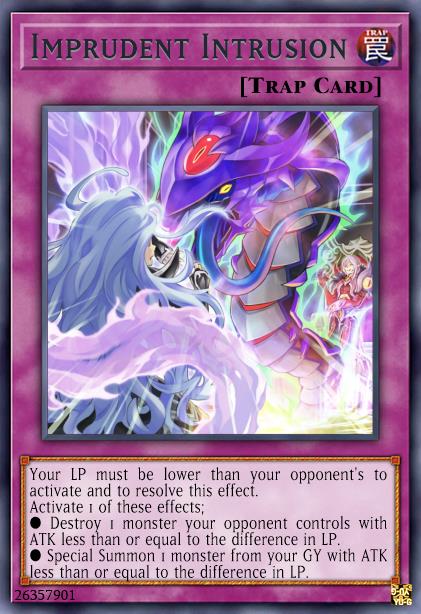 Imprudent Intrusion
TRAP
罠
[Trap Card]
Your LP must be lower than your opponent's to
activate and to resolve this effect.
Activate 1 of these effects;
● Destroy 1 monster your opponent controls with
ATK less than or equal to the difference in LP.
● Special Summon 1 monster from your GY with ATK
less than or equal to the difference in LP.
26357901